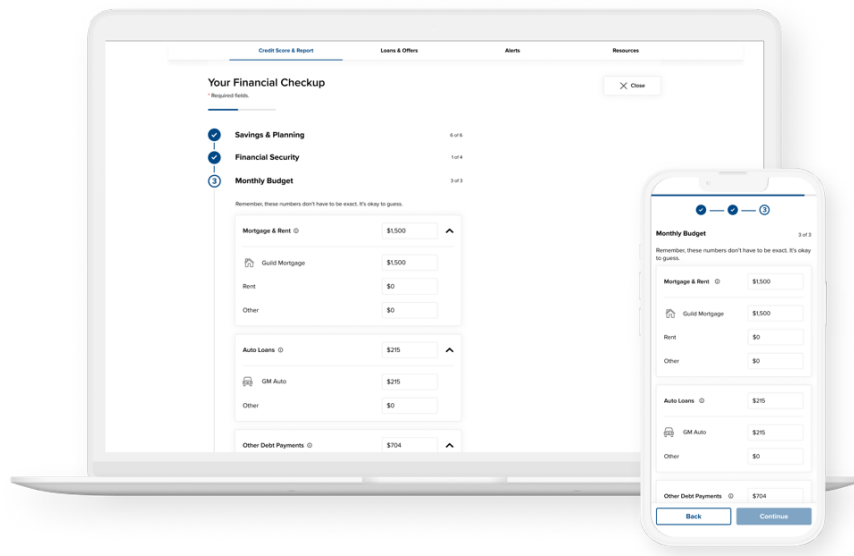 Credit Score & Report
Loans & Offers
Alerts
Resources
Your Financial Checkup
* Required fields.
Close
Savings & Planning
6 of 6
Financial Security
1 of 4
3
Monthly Budget
3 of 3
Remember, these numbers don't have to be exact. It's okay to guess.
Mortgage & Rent
$1,500
Guild Mortgage
$1,500
Rent
$0
Other
$0
Auto Loans
$215
GM Auto
$215
Other
$0
Other Debt Payments
$704
3
Monthly Budget
3 of 3
Remember, these numbers don't have to be exact. It's okay
to guess.
Mortgage & Rent
$1,500
Guild Mortgage
$1,500
Rent
$0
Other
$0
Auto Loans
$215
GM Auto
$215
Other
$0
Other Debt Payments
$704
Back
Continue